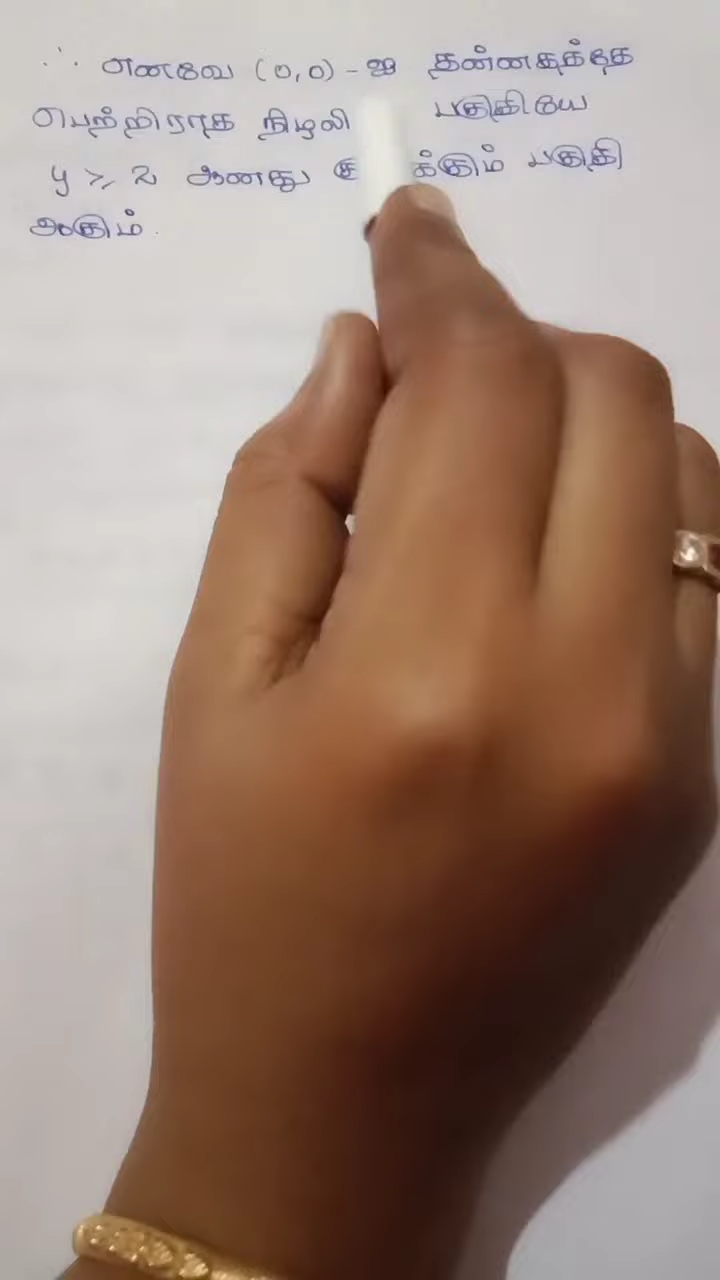 ∴ எனவே (0,0) - ஐ தன்னகத்தே
பெற்றிராத நிழலி பகுதியே
y ≥ 2 ஆனது கு க்கும் பகுதி
ஆகும்.